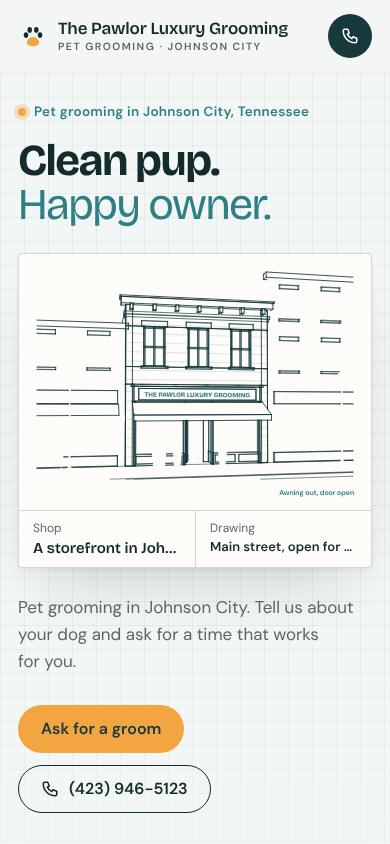 The Pawlor Luxury Grooming
PET GROOMING · JOHNSON CITY
Pet grooming in Johnson City, Tennessee
Clean pup.
Happy owner.
THE PAWLOR LUXURY GROOMING
Awning out, door open
Shop
A storefront in Joh...
Drawing
Main street, open for ...
Pet grooming in Johnson City. Tell us about
your dog and ask for a time that works
for you.
Ask for a groom
(423) 946-5123